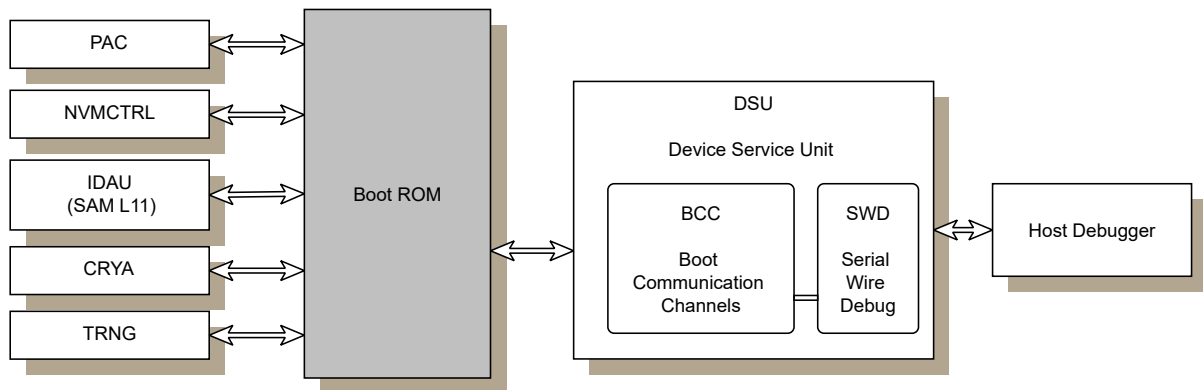 PAC
NVMCTRL
IDAU
(SAM L11)
CRYA
TRNG
Boot ROM
DSU
Device Service Unit
BCC
Boot
Communication
Channels
SWD
Serial
Wire
Debug
Host Debugger